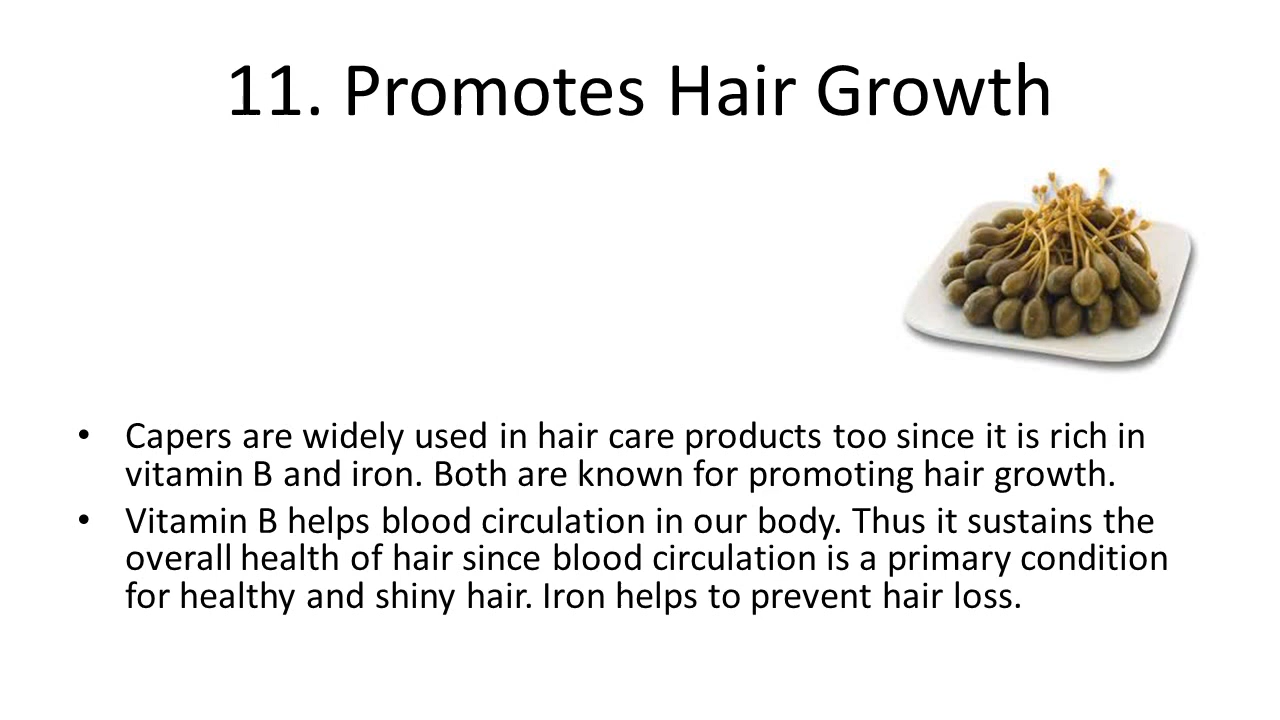 11. Promotes Hair Growth
• Capers are widely used in hair care products too since it is rich in
vitamin B and iron. Both are known for promoting hair growth.
• Vitamin B helps blood circulation in our body. Thus it sustains the
overall health of hair since blood circulation is a primary condition
for healthy and shiny hair. Iron helps to prevent hair loss.